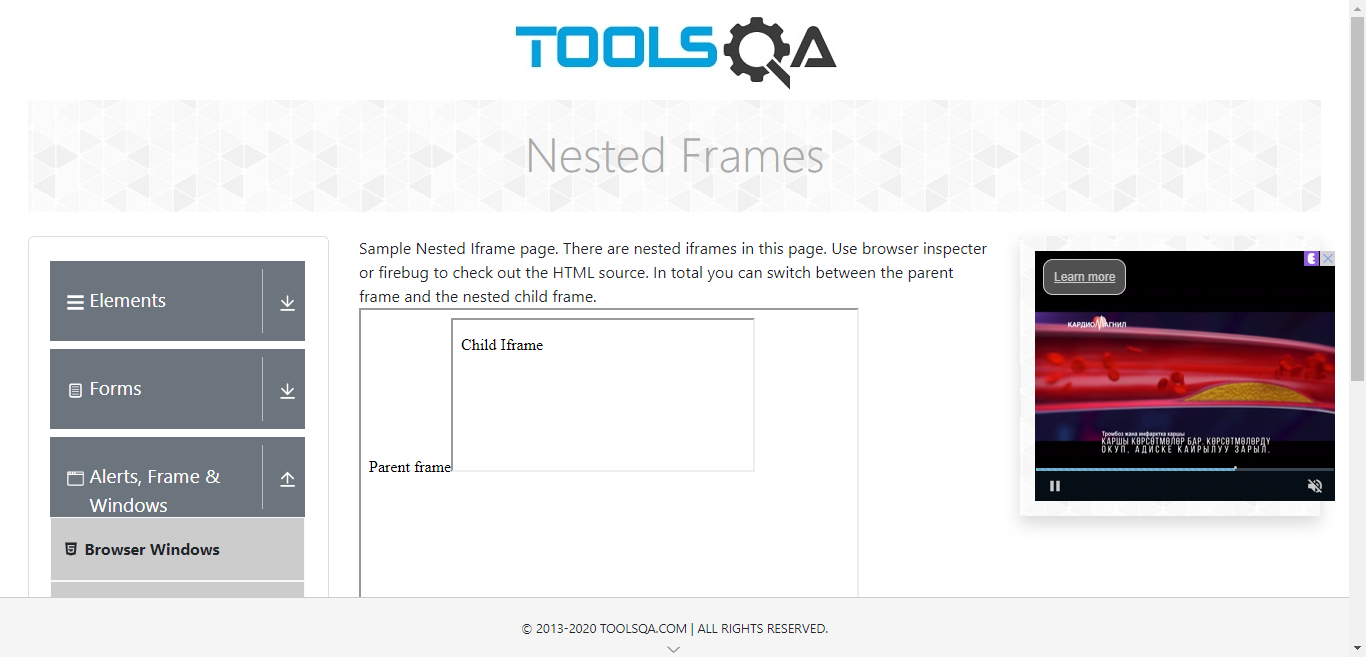 TOOLSQA
Nested Frames
Elements
Forms
Alerts, Frame &
Windows
Browser Windows
Sample Nested Iframe page. There are nested iframes in this page. Use browser inspecter
or firebug to check out the HTML source. In total you can switch between the parent
frame and the nested child frame.
Child Iframe
Parent frame
Learn more
КАРДИОМАГНИЛ
Тромбоз жана инфарктка каршы
КАРШЫ КӨРСӨТМӨЛӨР БАР, КӨРСӨТМӨЛӨРДҮ
ОКУП, АДИСКЕ КАЙРЫЛУУ ЗАРЫЛ.
© 2013-2020 TOOLSQA.COM | ALL RIGHTS RESERVED.